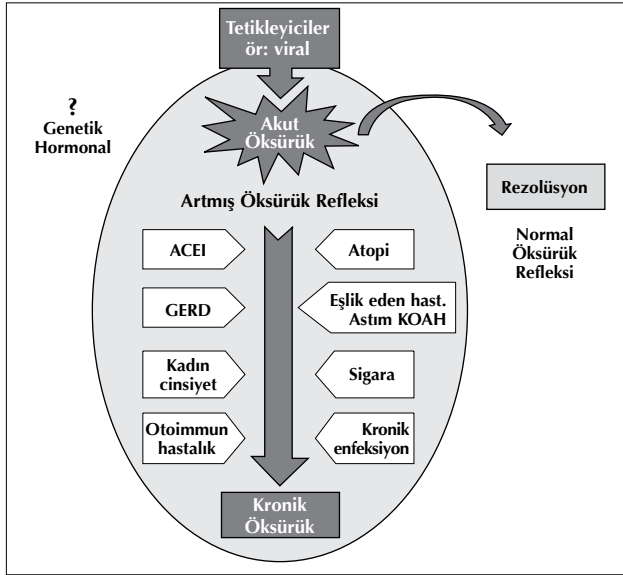 Tetikleyiciler
ör: viral
?
Genetik
Hormonal
Akut
Öksürük
Rezolüsyon
Artmış Öksürük Refleksi
Normal
Öksürük
Refleksi
ACEI
Atopi
GERD
Eşlik eden hast.
Astım KOAH
Kadın
cinsiyet
Sigara
Otoimmun
hastalık
Kronik
enfeksiyon
Kronik
Öksürük